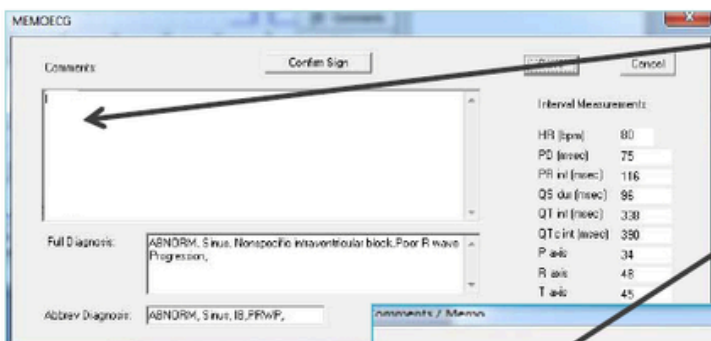 MEMOECG
Comments:
Confirm Sign
Cancel
Interval Measurements:
HR (bpm) 80
PD (msec) 75
PR int (msec) 116
QS dur (msec) 96
QT int (msec) 338
QTc int (msec) 390
P axis 34
R axis 48
T axis 45
Full Diagnosis:
ABNORM, Sinus, Nonspecific intraventricular block,Poor R wave
Progression,
Abbrev Diagnosis:
ABNORM, Sinus, IB,PRWP,
Comments / Memo